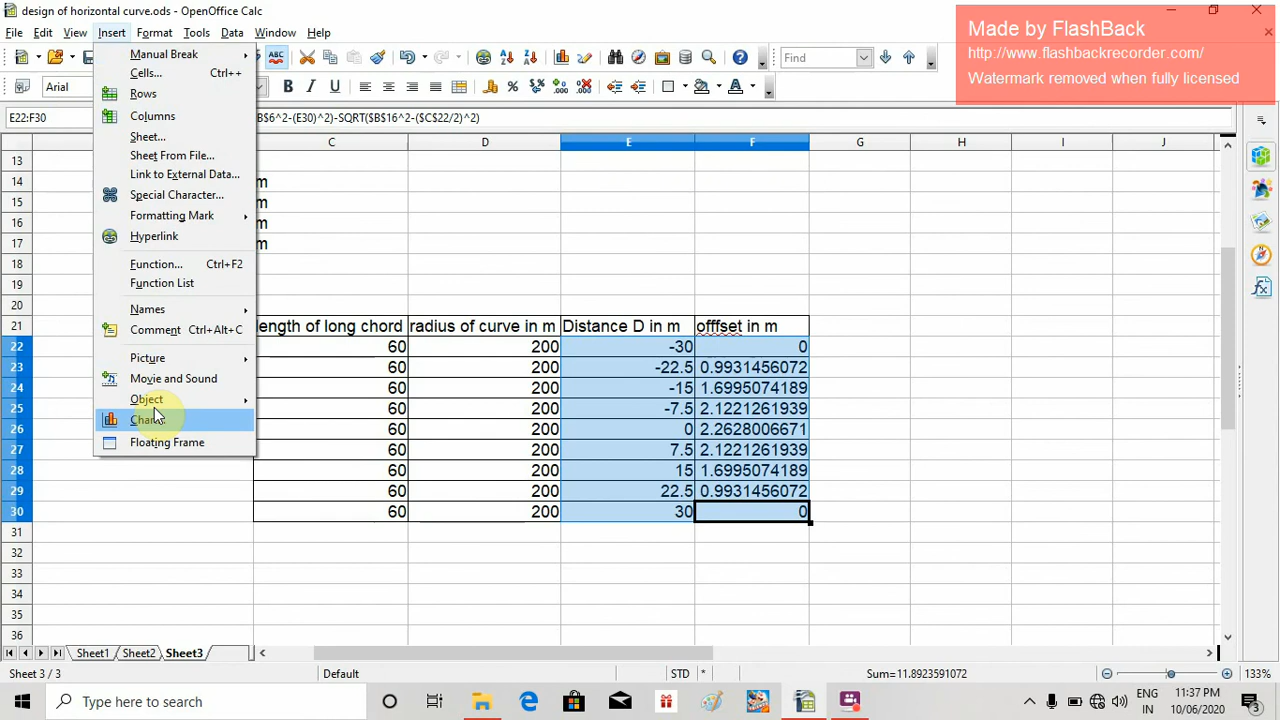 design of horizontal curve.ods - OpenOffice Calc
File Edit View Insert Format Tools Data Window Help
Made by FlashBack
http://www.flashbackrecorder.com/
Watermark removed when fully licensed
Manual Break
Cells... Ctrl++
Rows
Columns
Sheet...
Sheet From File...
Link to External Data...
Special Character...
Formatting Mark
Hyperlink
Function... Ctrl+F2
Function List
Names
Comment Ctrl+Alt+C
Picture
Movie and Sound
Object
Floating Frame
ABC
Find
Arial
B I U
E22:F30
B$6^2-(E30)^2)-SQRT($B$16^2-($C$22/2)^2)
C D E F G H I J
13
14 m
15 m
16 m
17 m
18
19
20
21 length of long chord radius of curve in m Distance D in m offfset in m
22 60 200 -30 0
23 60 200 -22.5 0.9931456072
24 60 200 -15 1.6995074189
25 60 200 -7.5 2.1221261939
26 60 200 0 2.2628006671
27 60 200 7.5 2.1221261939
28 60 200 15 1.6995074189
29 60 200 22.5 0.9931456072
30 60 200 30 0
31
32
33
34
35
36
Sheet1 Sheet2 Sheet3
Sheet 3 / 3 Default STD * Sum=11.8923591072 133%
Type here to search
ENG
IN
11:37 PM
10/06/2020
3